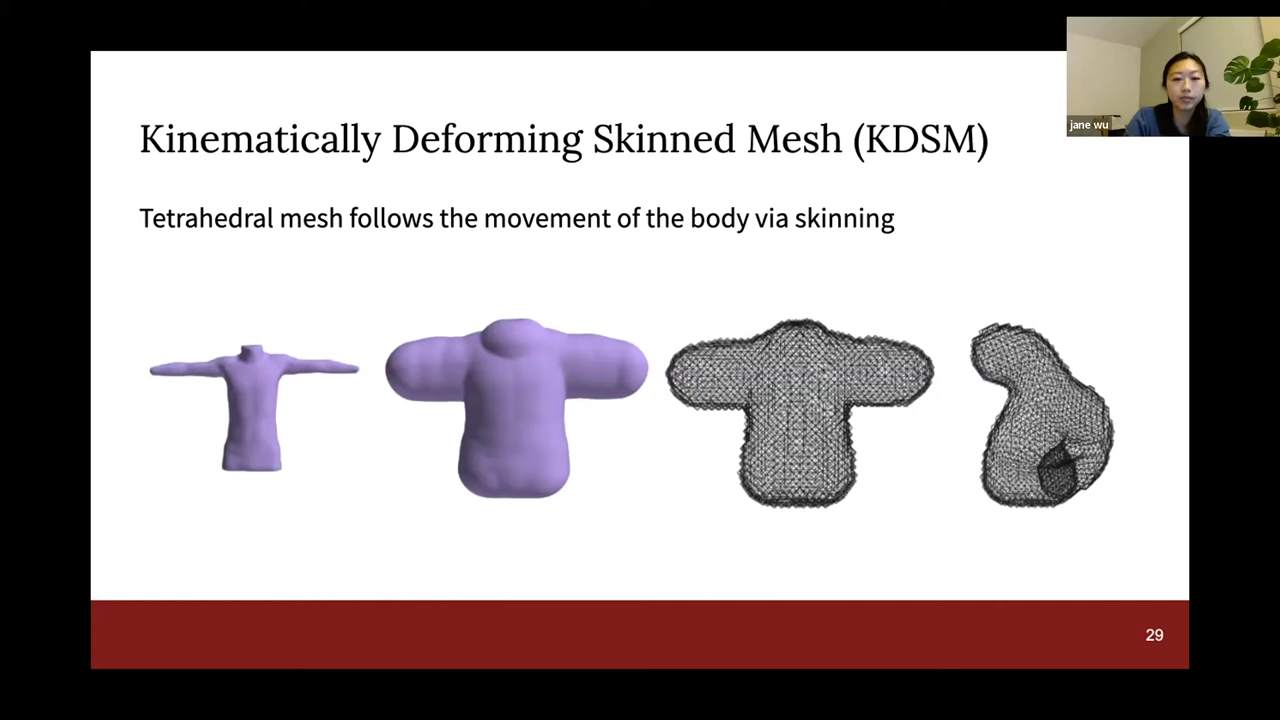 jane wu
Kinematically Deforming Skinned Mesh (KDSM)
Tetrahedral mesh follows the movement of the body via skinning
29